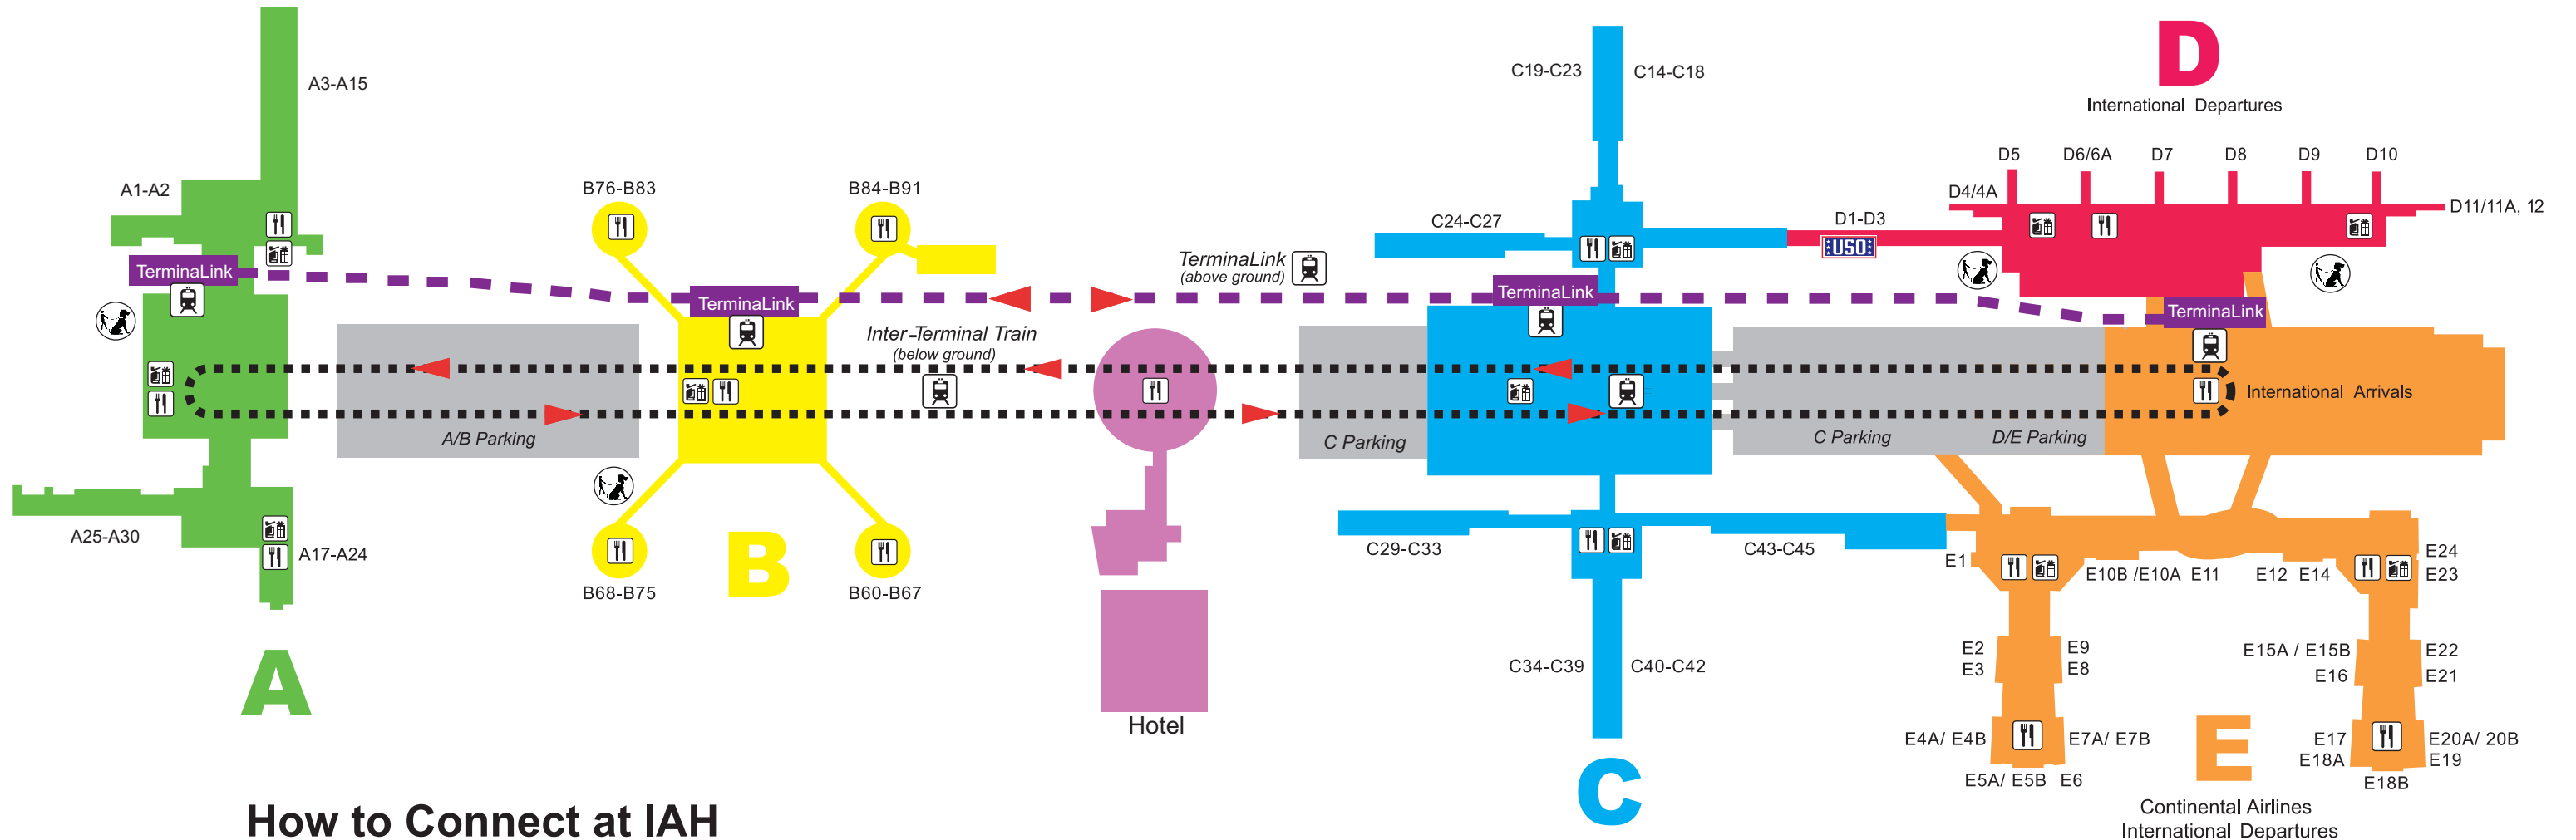 A3-A15
A1-A2
TerminaLink
A25-A30
A17-A24
A
A/B Parking
B76-B83
B84-B91
TerminaLink
Inter-Terminal Train
(below ground)
B68-B75
B60-B67
B
TerminaLink
(above ground)
Hotel
C19-C23
C14-C18
C24-C27
TerminaLink
C Parking
C29-C33
C43-C45
C34-C39
C40-C42
C
C Parking
D/E Parking
D
International Departures
D5
D6/6A
D7
D8
D9
D10
D4/4A
D11/11A, 12
D1-D3
USO
TerminaLink
International Arrivals
E1
E10B /E10A
E11
E12
E14
E24
E23
E2
E3
E9
E8
E15A / E15B
E16
E22
E21
E4A/ E4B
E7A/ E7B
E5A/ E5B
E6
E17
E18A
E20A/ 20B
E19
E18B
E
Continental Airlines
International Departures
How to Connect at IAH